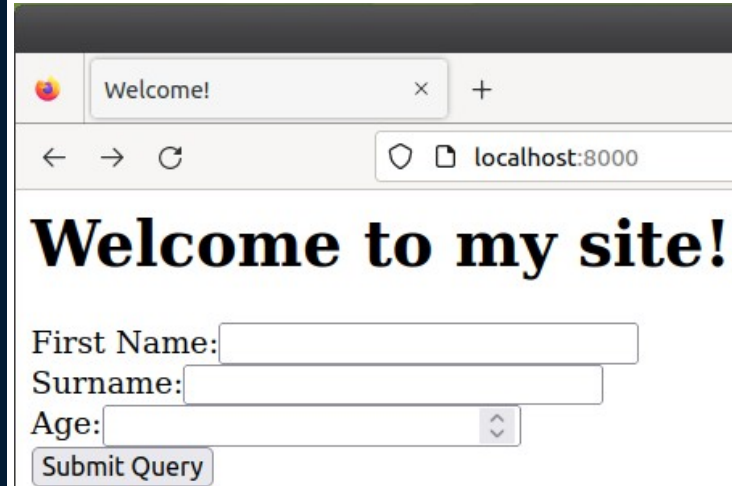 Welcome!
localhost:8000
Welcome to my site!
First Name:
Surname:
Age:
Submit Query